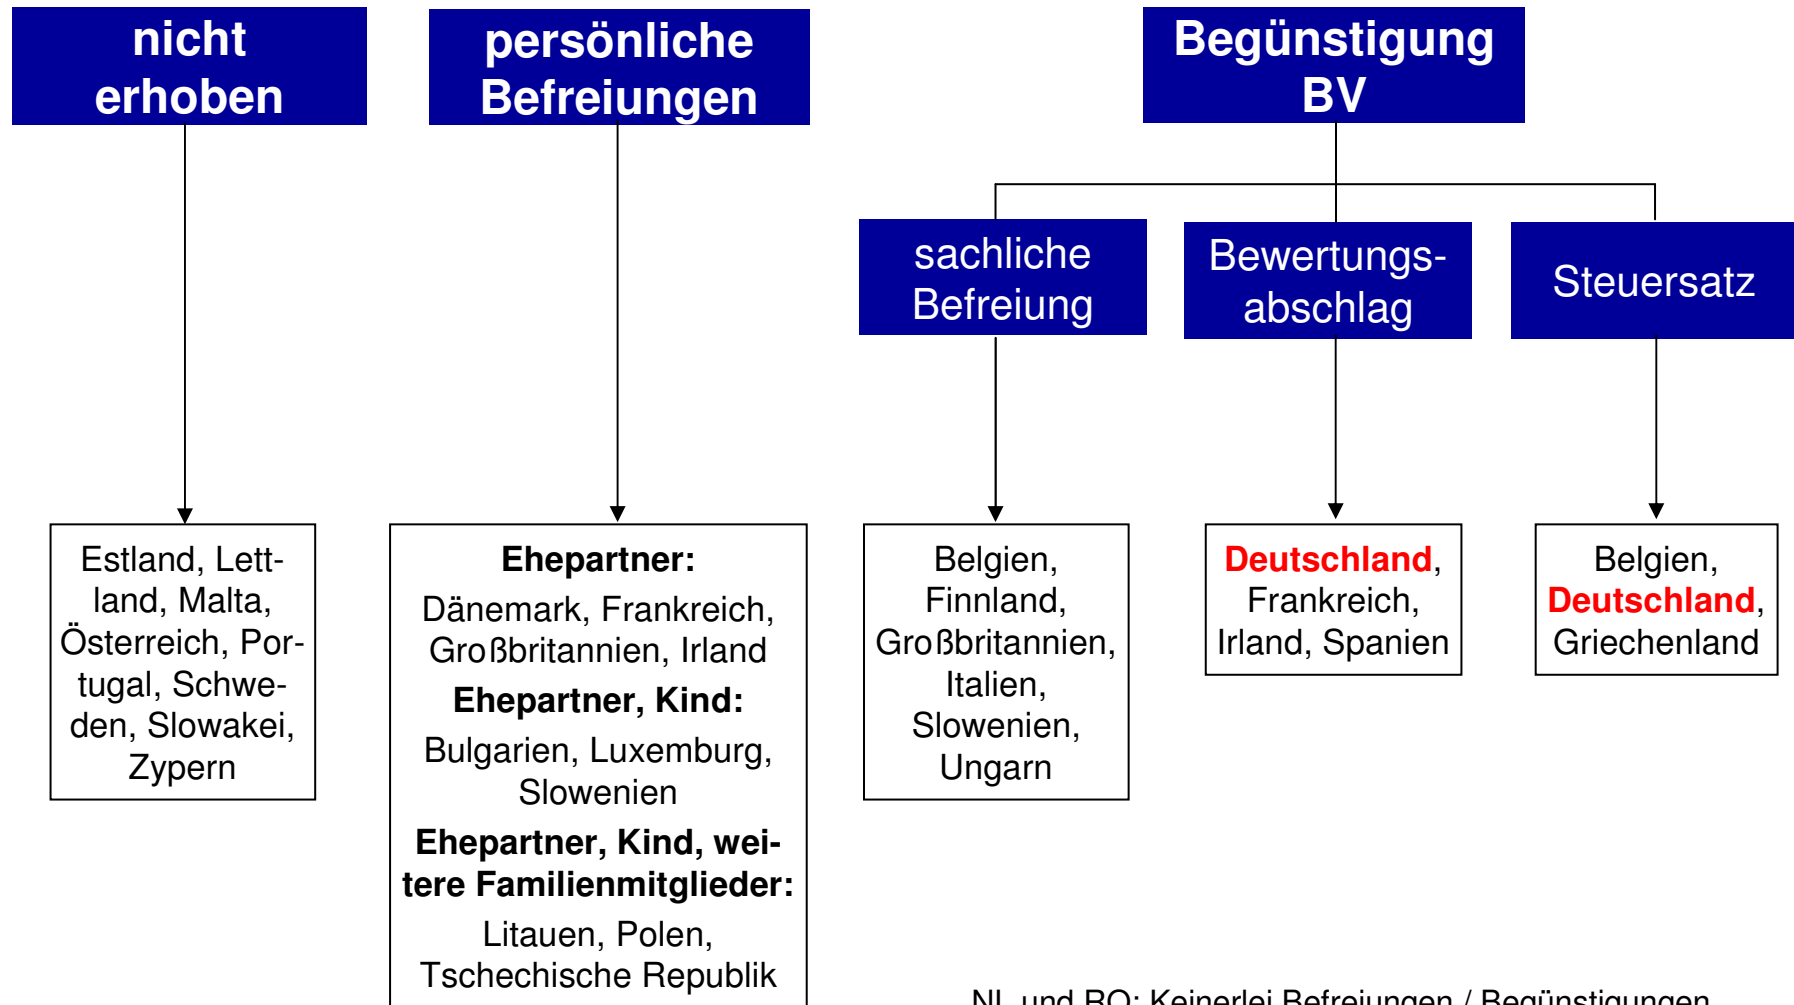 nicht
erhoben
persönliche
Befreiungen
Begünstigung
BV
sachliche
Befreiung
Bewertungs-
abschlag
Steuersatz
Estland, Lett-
land, Malta,
Österreich, Por-
tugal, Schwe-
den, Slowakei,
Zypern
Ehepartner:
Dänemark, Frankreich,
Großbritannien, Irland
Ehepartner, Kind:
Bulgarien, Luxemburg,
Slowenien
Ehepartner, Kind, wei-
tere Familienmitglieder:
Litauen, Polen,
Tschechische Republik
Belgien,
Finnland,
Großbritannien,
Italien,
Slowenien,
Ungarn
Deutschland,
Frankreich,
Irland, Spanien
Belgien,
Deutschland,
Griechenland
NL und RO: Keinerlei Befreiungen / Begünstigungen